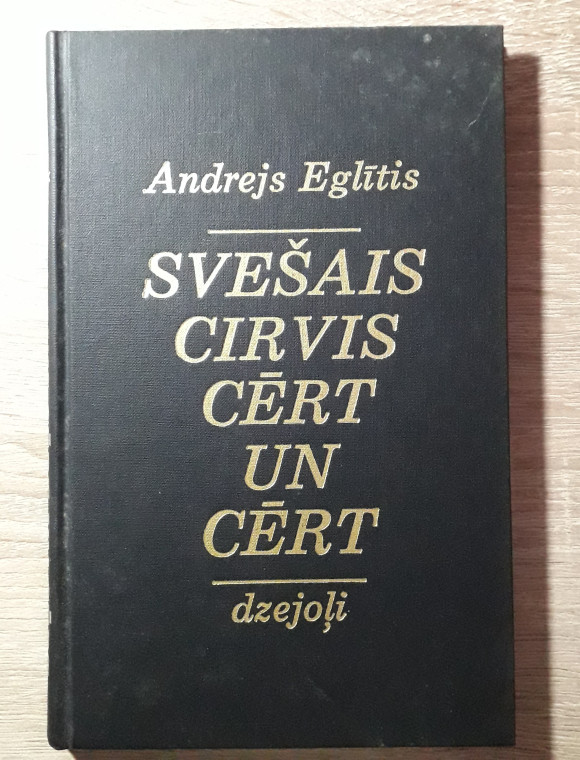 Andrejs Eglītis
SVEŠAIS
CIRVIS
CĒRT
UN
CĒRT
dzejoļi